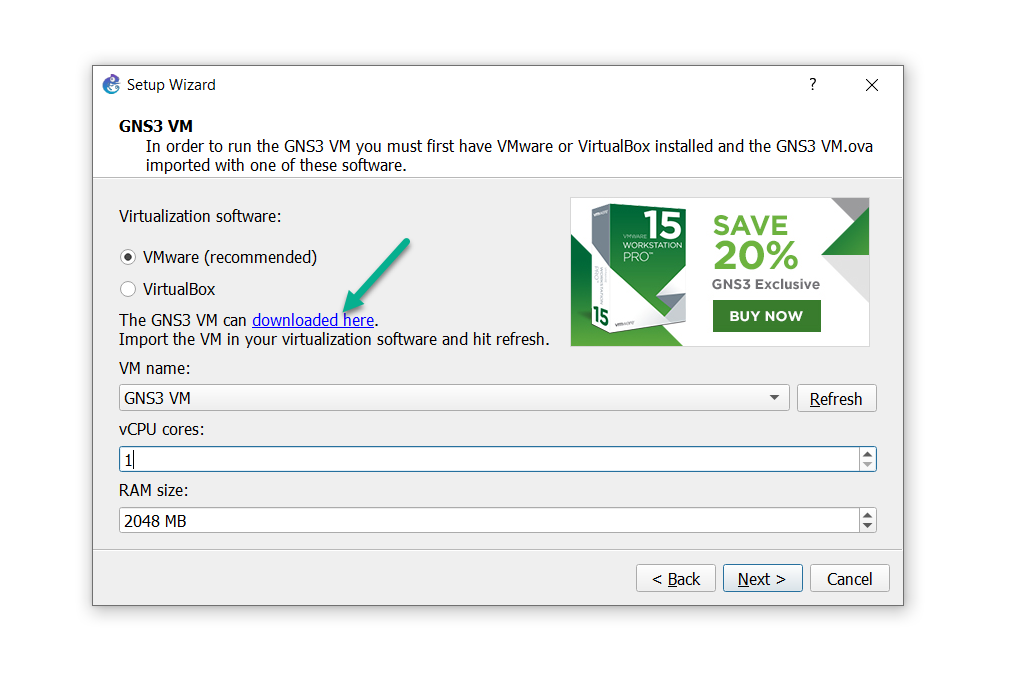 Setup Wizard
?
GNS3 VM
In order to run the GNS3 VM you must first have VMware or VirtualBox installed and the GNS3 VM.ova
imported with one of these software.
Virtualization software:
VMware (recommended)
VirtualBox
The GNS3 VM can downloaded here.
Import the VM in your virtualization software and hit refresh.
vmware
15
VMWARE
WORKSTATION
PRO™
15
vmware
SAVE
20%
GNS3 Exclusive
BUY NOW
VM name:
GNS3 VM
Refresh
vCPU cores:
1
RAM size:
2048 MB
< Back
Next >
Cancel